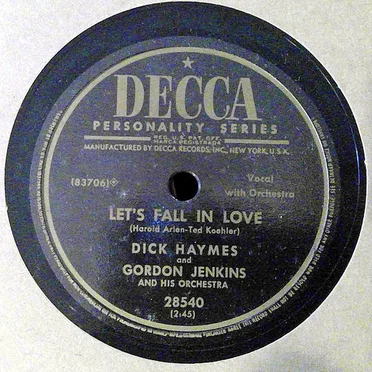 DECCA
PERSONALITY SERIES
REG. U.S. PAT. OFF.
MARCA REGISTRADA
MANUFACTURED BY DECCA RECORDS, INC., NEW YORK, U.S.A.
(83706)
Vocal
with Orchestra
LET'S FALL IN LOVE
(Harold Arlen-Ted Koehler)
DICK HAYMES
and
GORDON JENKINS
AND HIS ORCHESTRA
28540
(2:45)